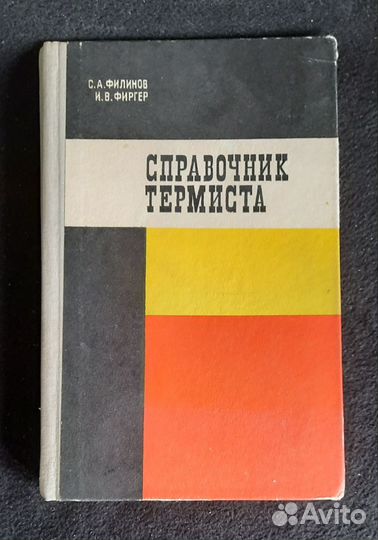 С. А. ФИЛИНОВ
И. В. ФИРГЕР
СПРАВОЧНИК
ТЕРМИСТА
Avito